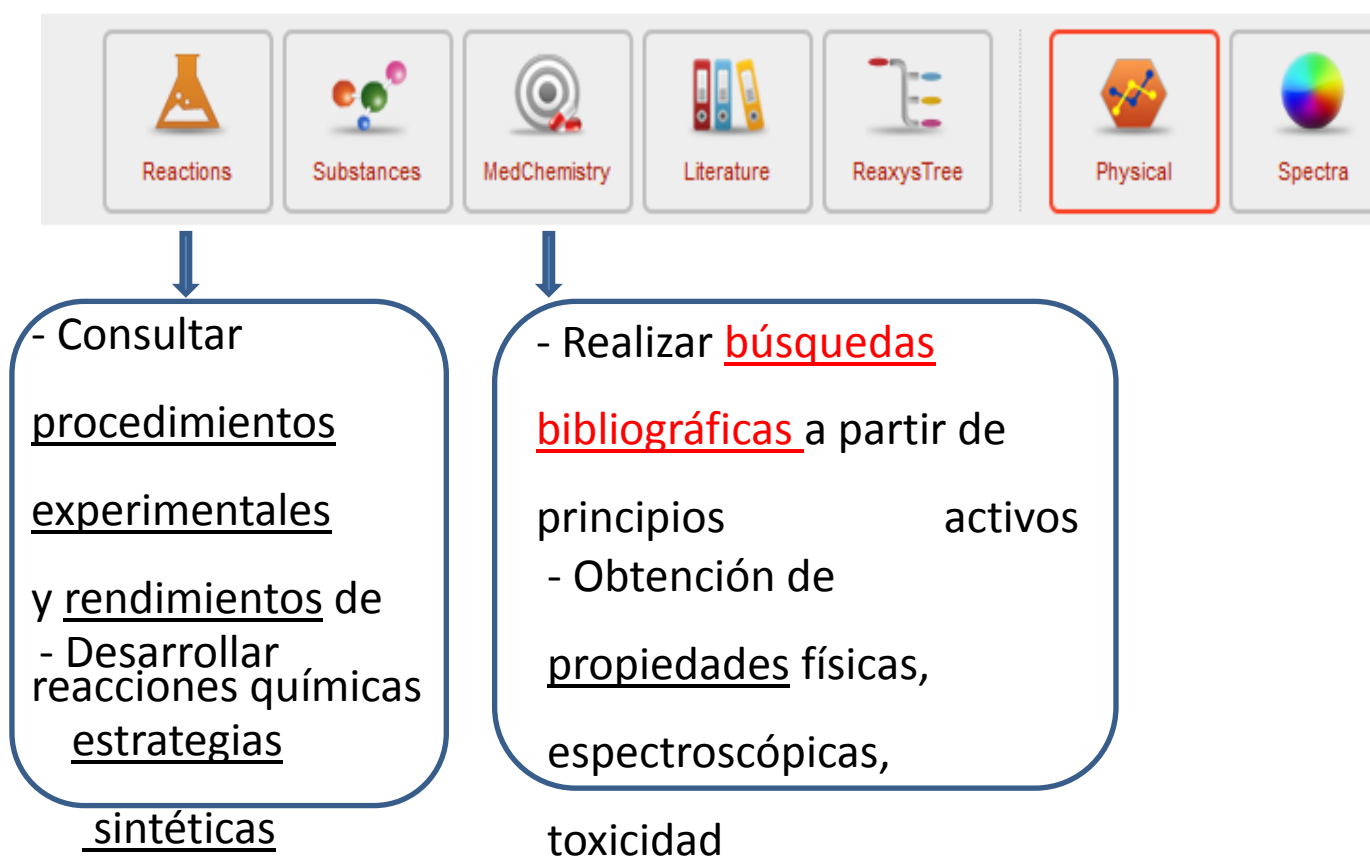 Reactions
Substances
MedChemistry
Literature
ReaxysTree
Physical
Spectra
- Consultar
procedimientos
experimentales
y rendimientos de
reacciones químicas
- Desarrollar
estrategias
sintéticas
- Realizar búsquedas
bibliográficas a partir de
principios activos
- Obtención de
propiedades físicas,
espectroscópicas,
toxicidad